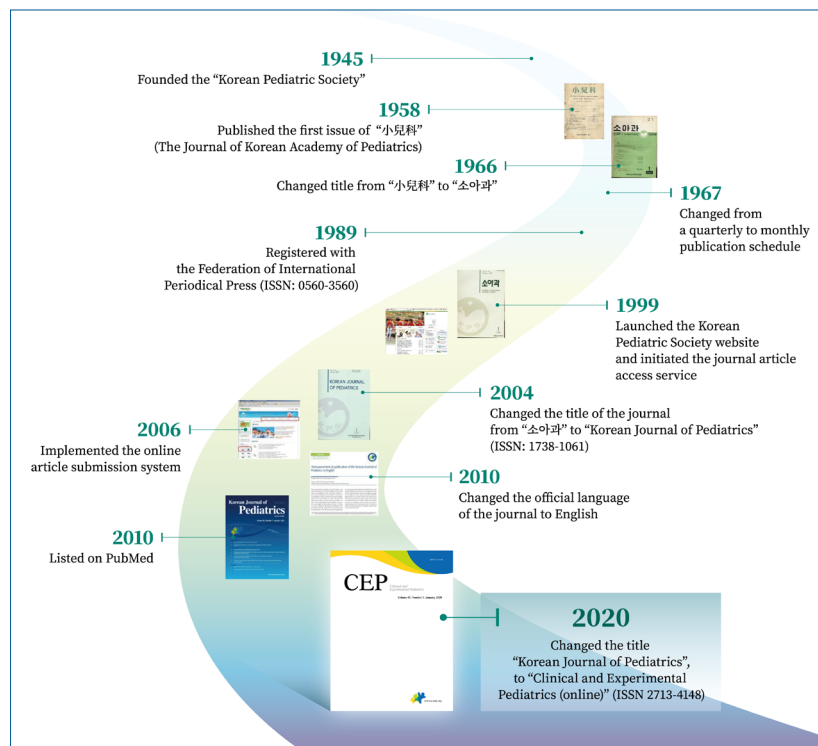 1945
Founded the “Korean Pediatric Society”
1958
Published the first issue of “小兒科”
(The Journal of Korean Academy of Pediatrics)
小兒科
소아과
1966
Changed title from “小兒科” to “소아과”
1967
Changed from
a quarterly to monthly
publication schedule
1989
Registered with
the Federation of International
Periodical Press (ISSN: 0560-3560)
소아과
1999
Launched the Korean
Pediatric Society website
and initiated the journal article
access service
KOREAN JOURNAL
OF PEDIATRICS
2004
Changed the title of the journal
from “소아과” to “Korean Journal of Pediatrics”
(ISSN: 1738-1061)
2006
Implemented the online
article submission system
2010
Changed the official language
of the journal to English
Korean Journal of
Pediatrics
2010
Listed on PubMed
CEP
Clinical and
Experimental Pediatrics
2020
Changed the title
“Korean Journal of Pediatrics”,
to “Clinical and Experimental
Pediatrics (online)” (ISSN 2713-4148)